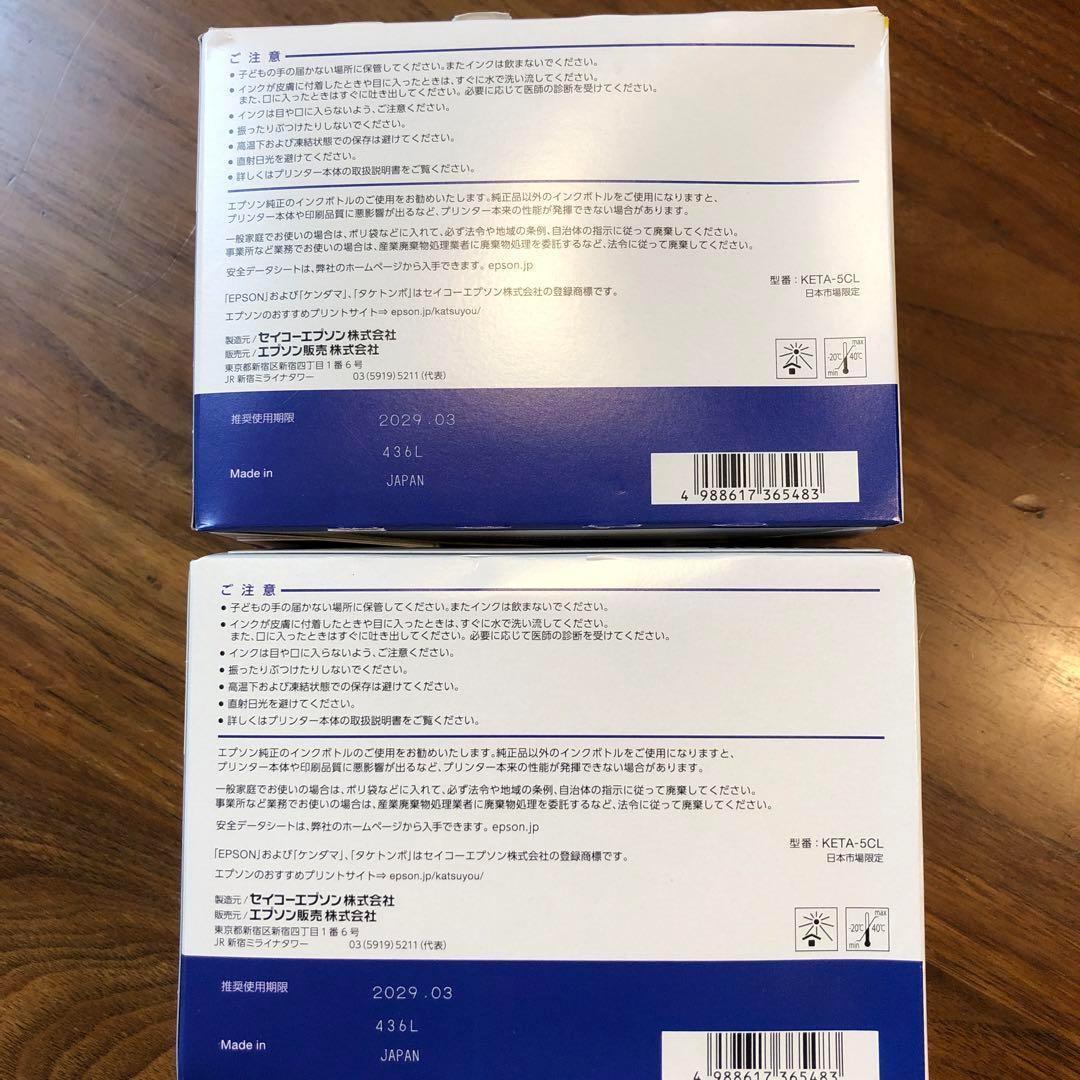 ご注意
● 子どもの手の届かない場所に保管してください。またインクは飲まないでください。
● インクが皮膚に付着したときや目に入ったときは、すぐに水で洗い流してください。
また、口に入ったときはすぐに吐き出してください。必要に応じて医師の診断を受けてください。
● インクは目や口に入らないよう、ご注意ください。
● 振ったりぶつけたりしないでください。
● 高温下および凍結状態での保存は避けてください。
● 直射日光を避けてください。
● 詳しくはプリンター本体の取扱説明書をご覧ください。
エプソン純正のインクボトルのご使用をお勧めいたします。純正品以外のインクボトルをご使用になりますと、
プリンター本体や印刷品質に悪影響が出るなど、プリンター本来の性能が発揮できない場合があります。
一般家庭でお使いの場合は、ポリ袋などに入れて、必ず法令や地域の条例、自治体の指示に従って廃棄してください。
事業所など業務でお使いの場合は、産業廃棄物処理業者に廃棄物処理を委託するなど、法令に従って廃棄してください。
安全データシートは、弊社のホームページから入手できます。epson.jp
型番：KETA-5CL
日本市場限定
「EPSON」および「ケンダマ」、「タケトンボ」はセイコーエプソン株式会社の登録商標です。
エプソンのおすすめプリントサイト⇒ epson.jp/katsuyou/
製造元 / セイコーエプソン株式会社
販売元 / エプソン販売株式会社
東京都新宿区新宿四丁目1番6号
JR 新宿ミライナタワー 03(5919)5211(代表)
max
-20℃ 40℃
min
推奨使用期限 2029.03
436L
Made in JAPAN
4 988617 365483
ご注意
● 子どもの手の届かない場所に保管してください。またインクは飲まないでください。
● インクが皮膚に付着したときや目に入ったときは、すぐに水で洗い流してください。
また、口に入ったときはすぐに吐き出してください。必要に応じて医師の診断を受けてください。
● インクは目や口に入らないよう、ご注意ください。
● 振ったりぶつけたりしないでください。
● 高温下および凍結状態での保存は避けてください。
● 直射日光を避けてください。
● 詳しくはプリンター本体の取扱説明書をご覧ください。
エプソン純正のインクボトルのご使用をお勧めいたします。純正品以外のインクボトルをご使用になりますと、
プリンター本体や印刷品質に悪影響が出るなど、プリンター本来の性能が発揮できない場合があります。
一般家庭でお使いの場合は、ポリ袋などに入れて、必ず法令や地域の条例、自治体の指示に従って廃棄してください。
事業所など業務でお使いの場合は、産業廃棄物処理業者に廃棄物処理を委託するなど、法令に従って廃棄してください。
安全データシートは、弊社のホームページから入手できます。epson.jp
型番：KETA-5CL
日本市場限定
「EPSON」および「ケンダマ」、「タケトンボ」はセイコーエプソン株式会社の登録商標です。
エプソンのおすすめプリントサイト⇒ epson.jp/katsuyou/
製造元 / セイコーエプソン株式会社
販売元 / エプソン販売株式会社
東京都新宿区新宿四丁目1番6号
JR 新宿ミライナタワー 03(5919)5211(代表)
max
-20℃ 40℃
min
推奨使用期限 2029.03
436L
Made in JAPAN
4 988617 365483